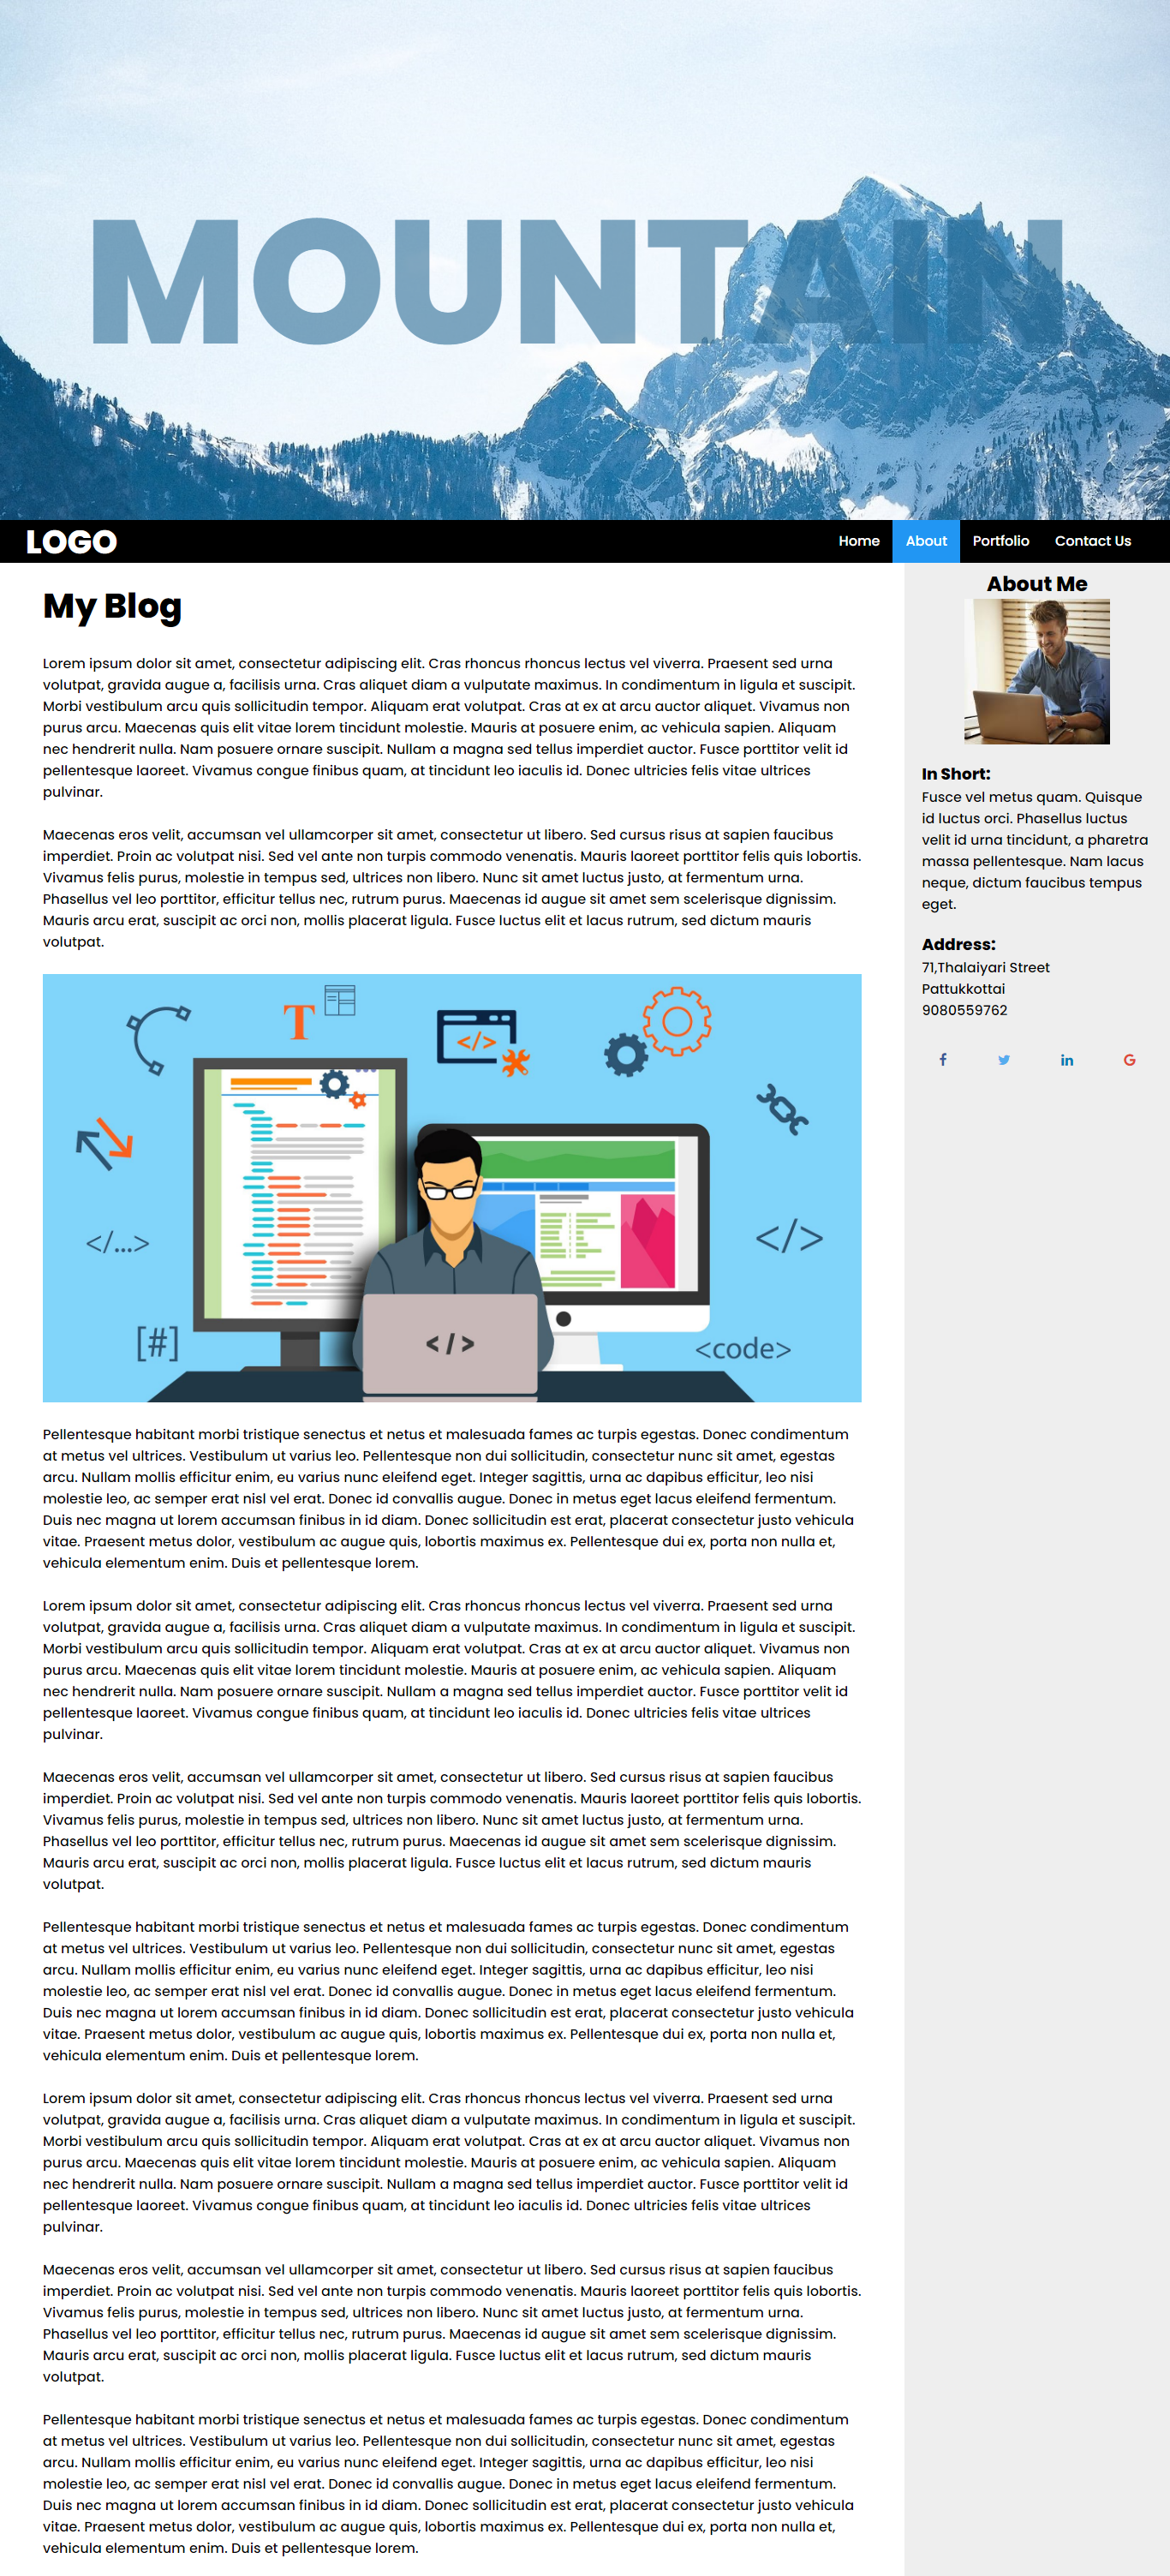 MOUNTAIN
LOGO
Home About Portfolio Contact Us
My Blog
Lorem ipsum dolor sit amet, consectetur adipiscing elit. Cras rhoncus rhoncus lectus vel viverra. Praesent sed urna
volutpat, gravida augue a, facilisis urna. Cras aliquet diam a vulputate maximus. In condimentum in ligula et suscipit.
Morbi vestibulum arcu quis sollicitudin tempor. Aliquam erat volutpat. Cras at ex at arcu auctor aliquet. Vivamus non
purus arcu. Maecenas quis elit vitae lorem tincidunt molestie. Mauris at posuere enim, ac vehicula sapien. Aliquam
nec hendrerit nulla. Nam posuere ornare suscipit. Nullam a magna sed tellus imperdiet auctor. Fusce porttitor velit id
pellentesque laoreet. Vivamus congue finibus quam, at tincidunt leo iaculis id. Donec ultricies felis vitae ultrices
pulvinar.
Maecenas eros velit, accumsan vel ullamcorper sit amet, consectetur ut libero. Sed cursus risus at sapien faucibus
imperdiet. Proin ac volutpat nisi. Sed vel ante non turpis commodo venenatis. Mauris laoreet porttitor felis quis lobortis.
Vivamus felis purus, molestie in tempus sed, ultrices non libero. Nunc sit amet luctus justo, at fermentum urna.
Phasellus vel leo porttitor, efficitur tellus nec, rutrum purus. Maecenas id augue sit amet sem scelerisque dignissim.
Mauris arcu erat, suscipit ac orci non, mollis placerat ligula. Fusce luctus elit et lacus rutrum, sed dictum mauris
volutpat.
T
</>
</...>
</>
[#]
</>
<code>
Pellentesque habitant morbi tristique senectus et netus et malesuada fames ac turpis egestas. Donec condimentum
at metus vel ultrices. Vestibulum ut varius leo. Pellentesque non dui sollicitudin, consectetur nunc sit amet, egestas
arcu. Nullam mollis efficitur enim, eu varius nunc eleifend eget. Integer sagittis, urna ac dapibus efficitur, leo nisi
molestie leo, ac semper erat nisl vel erat. Donec id convallis augue. Donec in metus eget lacus eleifend fermentum.
Duis nec magna ut lorem accumsan finibus in id diam. Donec sollicitudin est erat, placerat consectetur justo vehicula
vitae. Praesent metus dolor, vestibulum ac augue quis, lobortis maximus ex. Pellentesque dui ex, porta non nulla et,
vehicula elementum enim. Duis et pellentesque lorem.
Lorem ipsum dolor sit amet, consectetur adipiscing elit. Cras rhoncus rhoncus lectus vel viverra. Praesent sed urna
volutpat, gravida augue a, facilisis urna. Cras aliquet diam a vulputate maximus. In condimentum in ligula et suscipit.
Morbi vestibulum arcu quis sollicitudin tempor. Aliquam erat volutpat. Cras at ex at arcu auctor aliquet. Vivamus non
purus arcu. Maecenas quis elit vitae lorem tincidunt molestie. Mauris at posuere enim, ac vehicula sapien. Aliquam
nec hendrerit nulla. Nam posuere ornare suscipit. Nullam a magna sed tellus imperdiet auctor. Fusce porttitor velit id
pellentesque laoreet. Vivamus congue finibus quam, at tincidunt leo iaculis id. Donec ultricies felis vitae ultrices
pulvinar.
Maecenas eros velit, accumsan vel ullamcorper sit amet, consectetur ut libero. Sed cursus risus at sapien faucibus
imperdiet. Proin ac volutpat nisi. Sed vel ante non turpis commodo venenatis. Mauris laoreet porttitor felis quis lobortis.
Vivamus felis purus, molestie in tempus sed, ultrices non libero. Nunc sit amet luctus justo, at fermentum urna.
Phasellus vel leo porttitor, efficitur tellus nec, rutrum purus. Maecenas id augue sit amet sem scelerisque dignissim.
Mauris arcu erat, suscipit ac orci non, mollis placerat ligula. Fusce luctus elit et lacus rutrum, sed dictum mauris
volutpat.
Pellentesque habitant morbi tristique senectus et netus et malesuada fames ac turpis egestas. Donec condimentum
at metus vel ultrices. Vestibulum ut varius leo. Pellentesque non dui sollicitudin, consectetur nunc sit amet, egestas
arcu. Nullam mollis efficitur enim, eu varius nunc eleifend eget. Integer sagittis, urna ac dapibus efficitur, leo nisi
molestie leo, ac semper erat nisl vel erat. Donec id convallis augue. Donec in metus eget lacus eleifend fermentum.
Duis nec magna ut lorem accumsan finibus in id diam. Donec sollicitudin est erat, placerat consectetur justo vehicula
vitae. Praesent metus dolor, vestibulum ac augue quis, lobortis maximus ex. Pellentesque dui ex, porta non nulla et,
vehicula elementum enim. Duis et pellentesque lorem.
Lorem ipsum dolor sit amet, consectetur adipiscing elit. Cras rhoncus rhoncus lectus vel viverra. Praesent sed urna
volutpat, gravida augue a, facilisis urna. Cras aliquet diam a vulputate maximus. In condimentum in ligula et suscipit.
Morbi vestibulum arcu quis sollicitudin tempor. Aliquam erat volutpat. Cras at ex at arcu auctor aliquet. Vivamus non
purus arcu. Maecenas quis elit vitae lorem tincidunt molestie. Mauris at posuere enim, ac vehicula sapien. Aliquam
nec hendrerit nulla. Nam posuere ornare suscipit. Nullam a magna sed tellus imperdiet auctor. Fusce porttitor velit id
pellentesque laoreet. Vivamus congue finibus quam, at tincidunt leo iaculis id. Donec ultricies felis vitae ultrices
pulvinar.
Maecenas eros velit, accumsan vel ullamcorper sit amet, consectetur ut libero. Sed cursus risus at sapien faucibus
imperdiet. Proin ac volutpat nisi. Sed vel ante non turpis commodo venenatis. Mauris laoreet porttitor felis quis lobortis.
Vivamus felis purus, molestie in tempus sed, ultrices non libero. Nunc sit amet luctus justo, at fermentum urna.
Phasellus vel leo porttitor, efficitur tellus nec, rutrum purus. Maecenas id augue sit amet sem scelerisque dignissim.
Mauris arcu erat, suscipit ac orci non, mollis placerat ligula. Fusce luctus elit et lacus rutrum, sed dictum mauris
volutpat.
Pellentesque habitant morbi tristique senectus et netus et malesuada fames ac turpis egestas. Donec condimentum
at metus vel ultrices. Vestibulum ut varius leo. Pellentesque non dui sollicitudin, consectetur nunc sit amet, egestas
arcu. Nullam mollis efficitur enim, eu varius nunc eleifend eget. Integer sagittis, urna ac dapibus efficitur, leo nisi
molestie leo, ac semper erat nisl vel erat. Donec id convallis augue. Donec in metus eget lacus eleifend fermentum.
Duis nec magna ut lorem accumsan finibus in id diam. Donec sollicitudin est erat, placerat consectetur justo vehicula
vitae. Praesent metus dolor, vestibulum ac augue quis, lobortis maximus ex. Pellentesque dui ex, porta non nulla et,
vehicula elementum enim. Duis et pellentesque lorem.
About Me
In Short:
Fusce vel metus quam. Quisque
id luctus orci. Phasellus luctus
velit id urna tincidunt, a pharetra
massa pellentesque. Nam lacus
neque, dictum faucibus tempus
eget.
Address:
71,Thalaiyari Street
Pattukkottai
9080559762
f in G